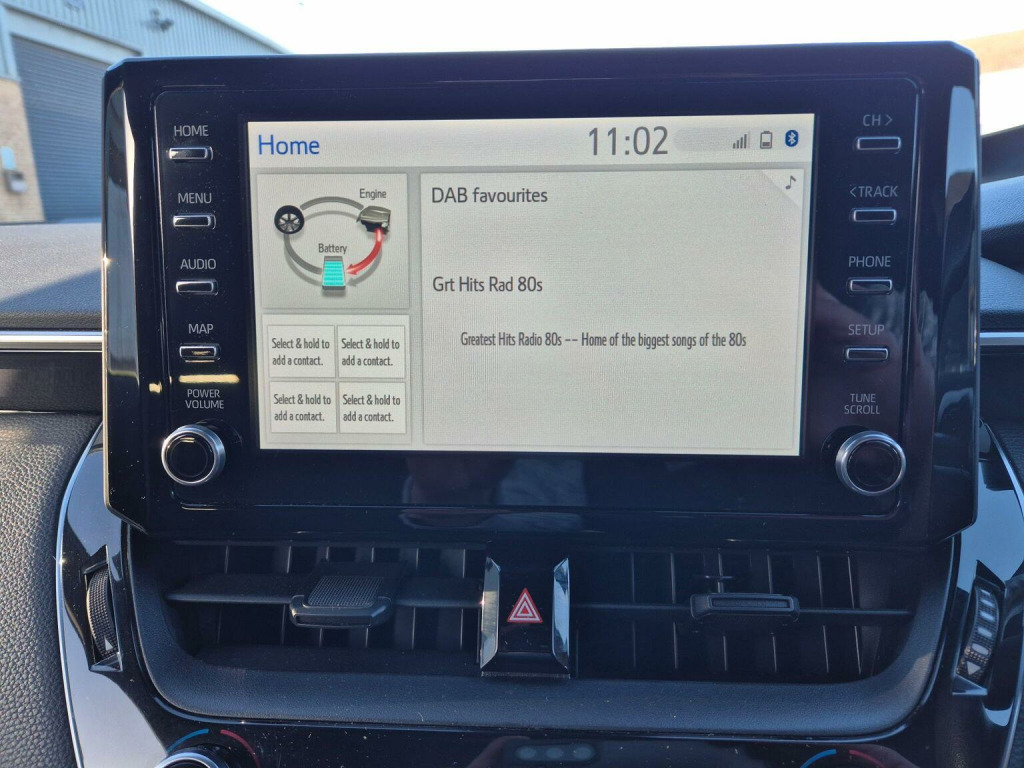 HOME
MENU
AUDIO
MAP
POWER
VOLUME
Home
11:02
Engine
Battery
Select & hold to
add a contact.
Select & hold to
add a contact.
Select & hold to
add a contact.
Select & hold to
add a contact.
DAB favourites
Grt Hits Rad 80s
Greatest Hits Radio 80s -- Home of the biggest songs of the 80s
CH >
< TRACK
PHONE
SETUP
TUNE
SCROLL